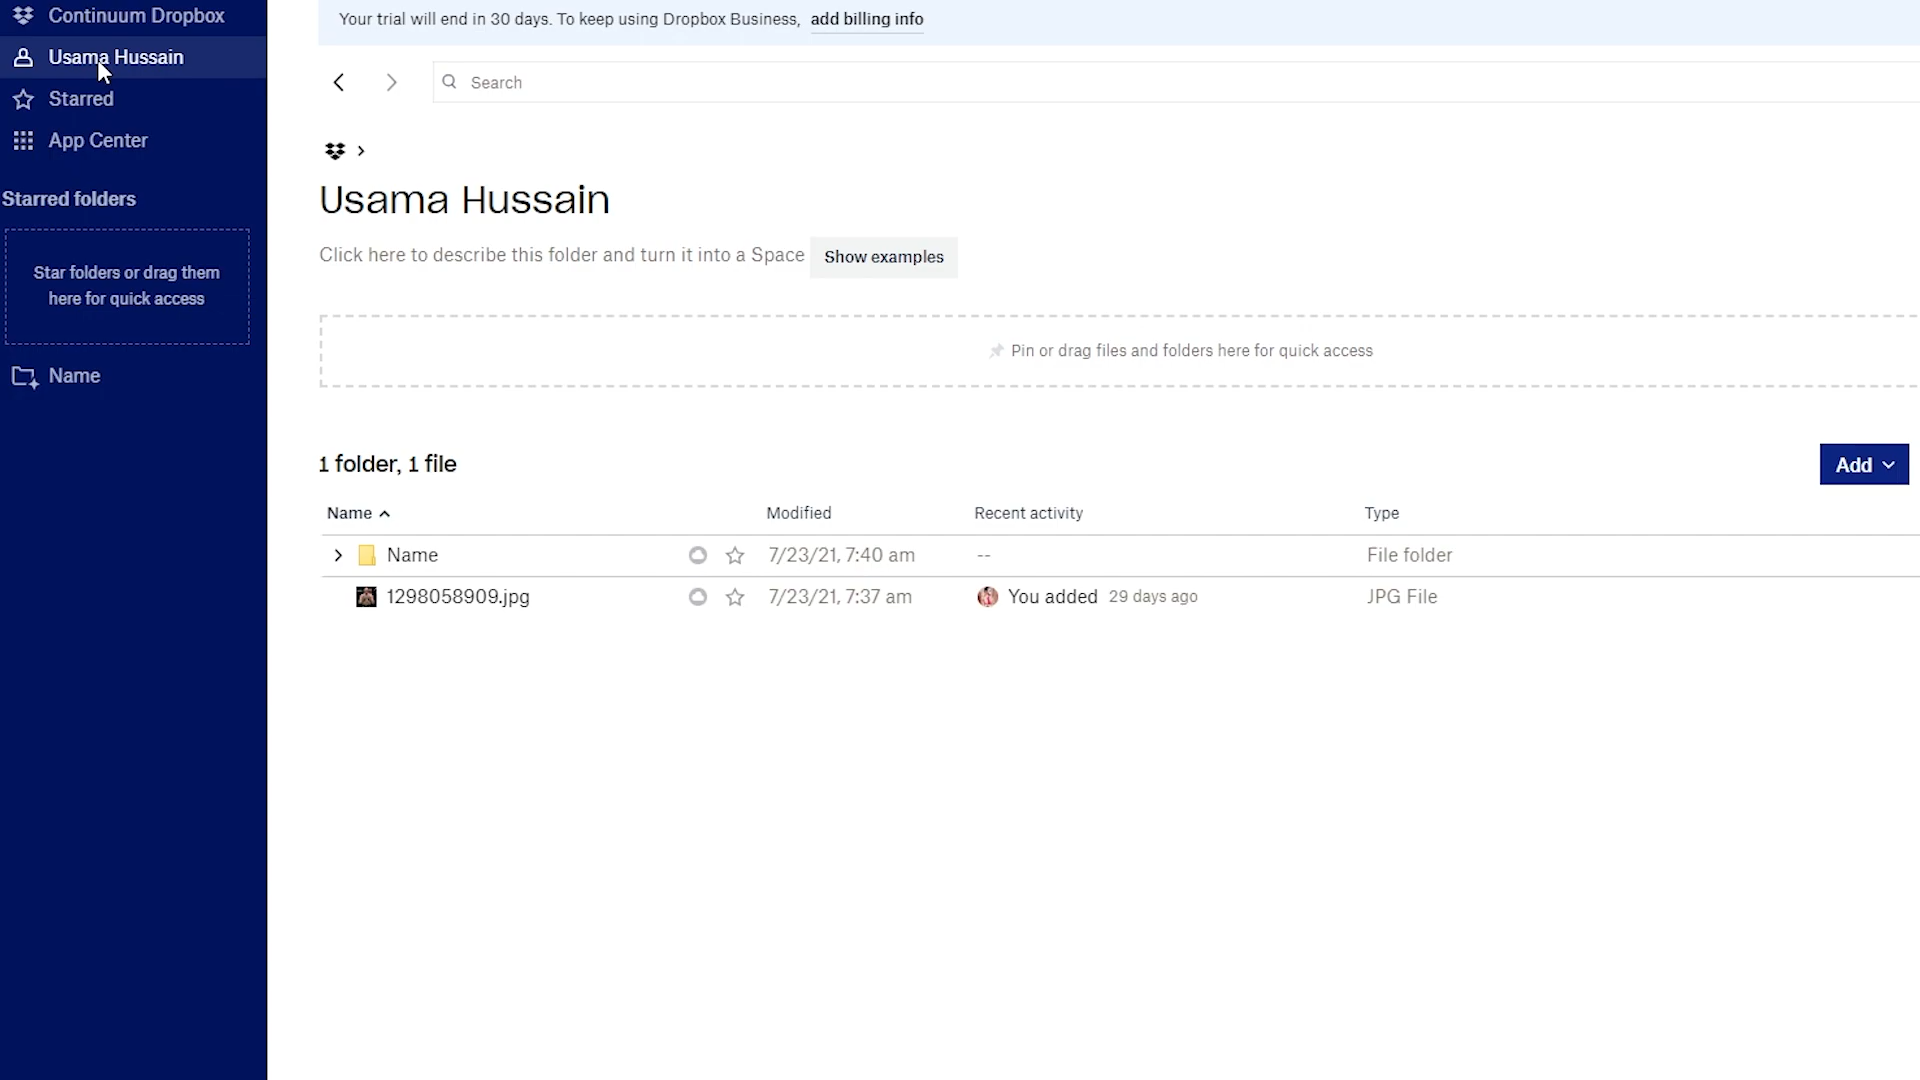 Continuum Dropbox
Usama Hussain
Starred
App Center
Starred folders
Star folders or drag them
here for quick access
Name
Your trial will end in 30 days. To keep using Dropbox Business, add billing info
Search
Usama Hussain
Click here to describe this folder and turn it into a Space Show examples
Pin or drag files and folders here for quick access
1 folder, 1 file
Add
Name Modified Recent activity Type
Name 7/23/21, 7:40 am -- File folder
1298058909.jpg 7/23/21, 7:37 am You added 29 days ago JPG File